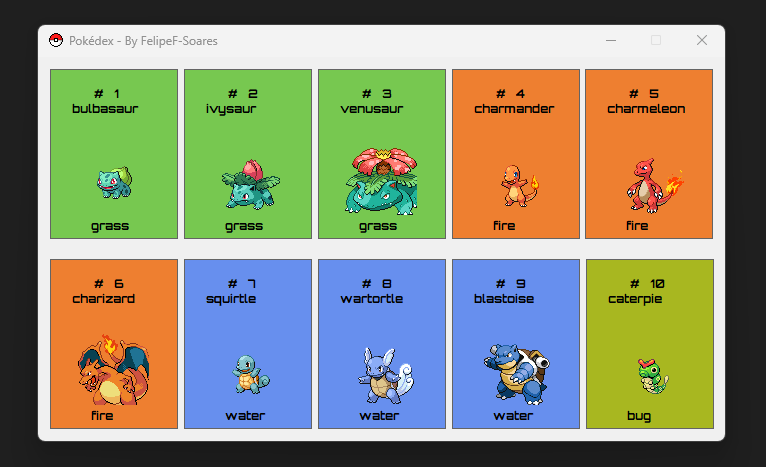 Pokédex - By FelipeF-Soares
# 1
bulbasaur
grass
# 2
ivysaur
grass
# 3
venusaur
grass
# 4
charmander
fire
# 5
charmeleon
fire
# 6
charizard
fire
# 7
squirtle
water
# 8
wartortle
water
# 9
blastoise
water
# 10
caterpie
bug